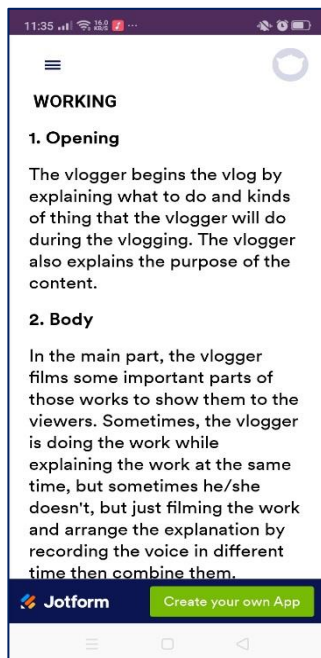 11:35 16.0 KB/S ...
WORKING
1. Opening
The vlogger begins the vlog by
explaining what to do and kinds
of thing that the vlogger will do
during the vlogging. The vlogger
also explains the purpose of the
content.
2. Body
In the main part, the vlogger
films some important parts of
those works to show them to the
viewers. Sometimes, the vlogger
is doing the work while
explaining the work at the same
time, but sometimes he/she
doesn't, but just filming the work
and arrange the explanation by
recording the voice in different
time then combine them.
Jotform Create your own App